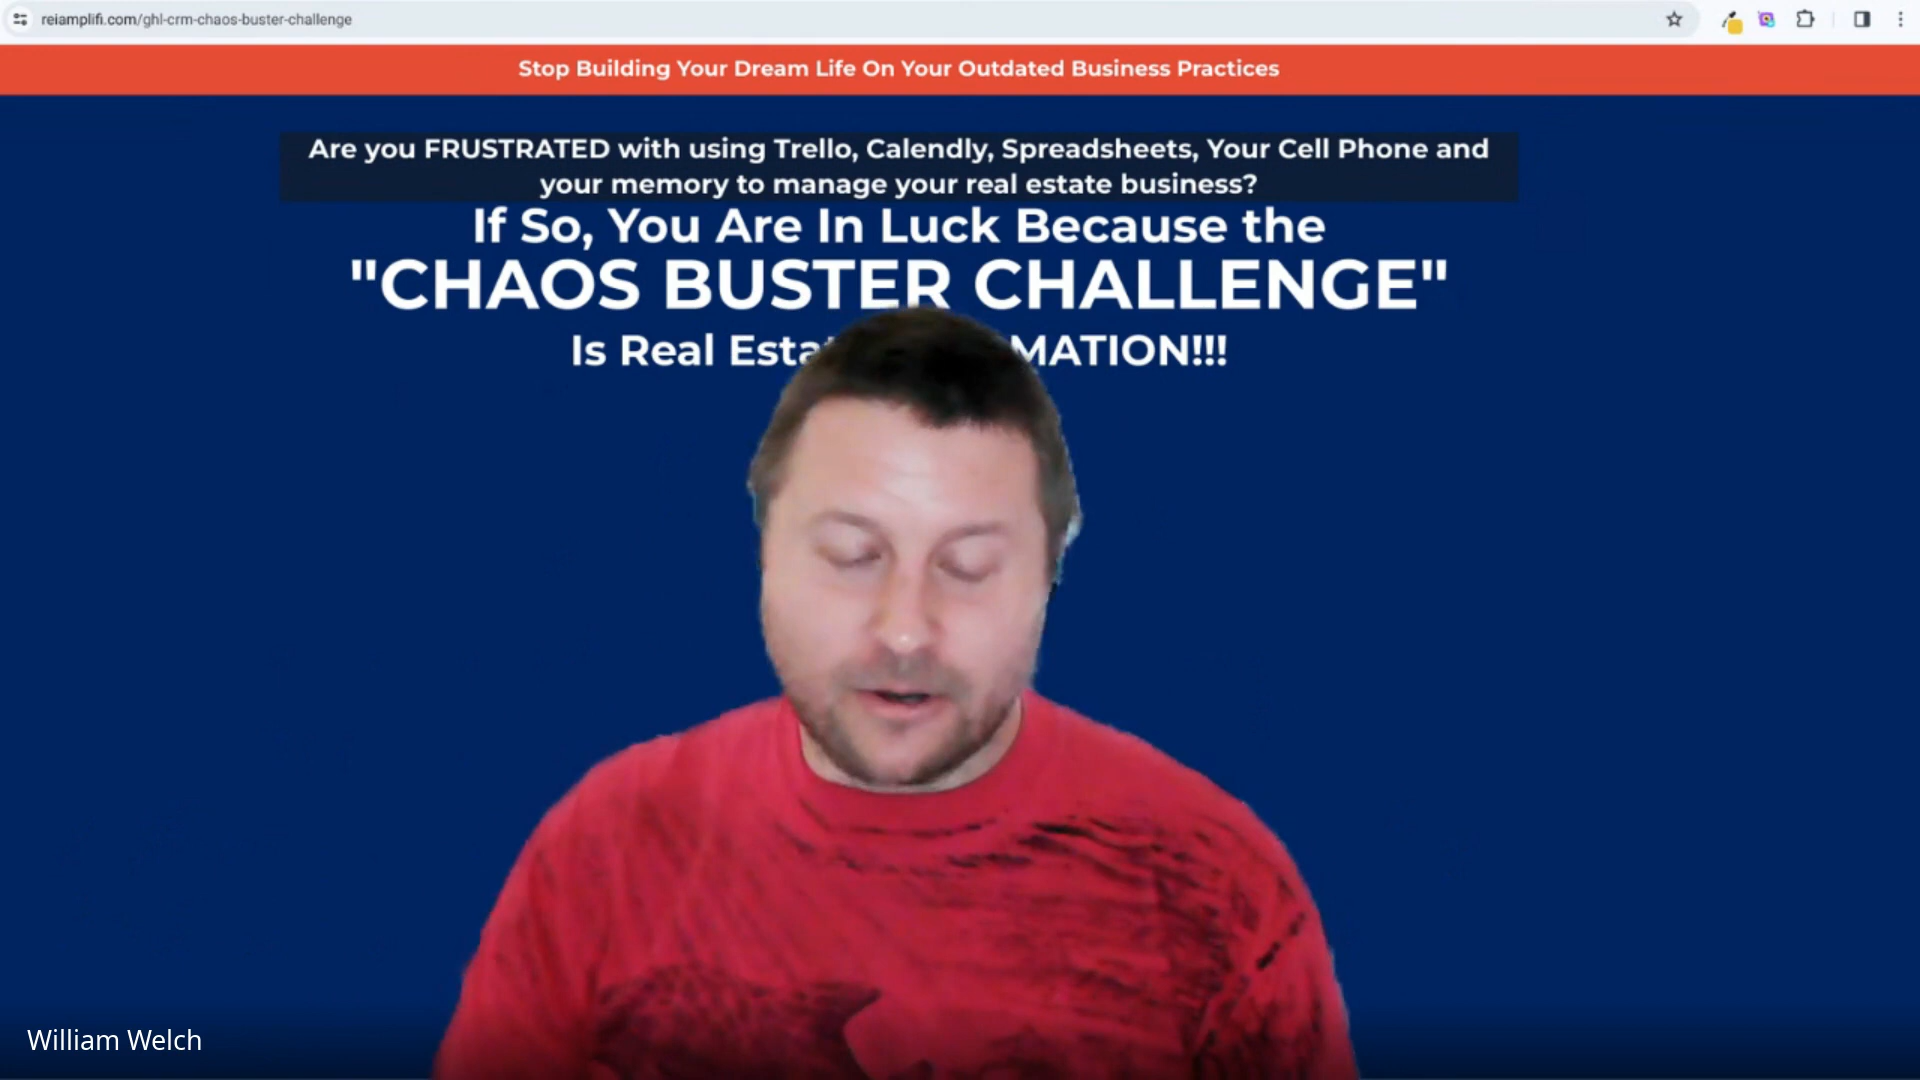 reiamplifi.com/ghl-crm-chaos-buster-challenge
Stop Building Your Dream Life On Your Outdated Business Practices
Are you FRUSTRATED with using Trello, Calendly, Spreadsheets, Your Cell Phone and
your memory to manage your real estate business?
If So, You Are In Luck Because the
"CHAOS BUSTER CHALLENGE"
Is Real MATION!!!
William Welch